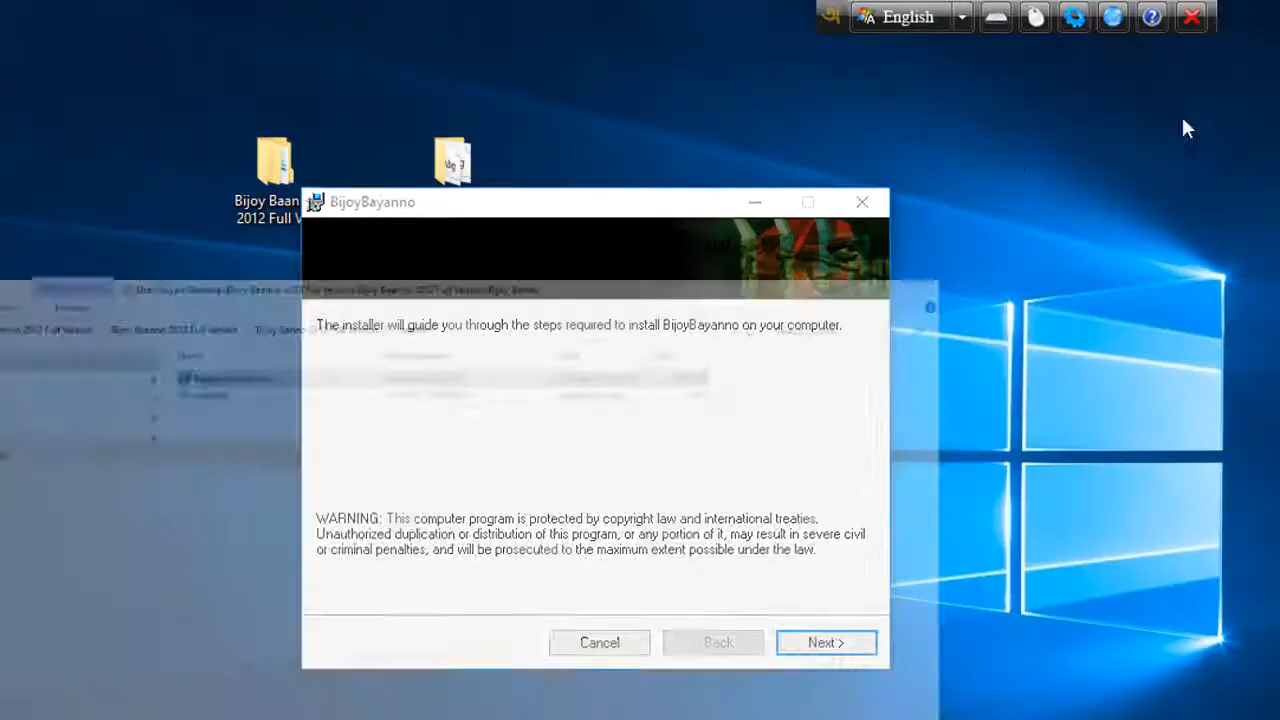 অ
English
Bijoy Baan
2012 Full V
BijoyBayanno
The installer will guide you through the steps required to install BijoyBayanno on your computer.
WARNING: This computer program is protected by copyright law and international treaties.
Unauthorized duplication or distribution of this program, or any portion of it, may result in severe civil
or criminal penalties, and will be prosecuted to the maximum extent possible under the law.
Cancel
Back
Next>